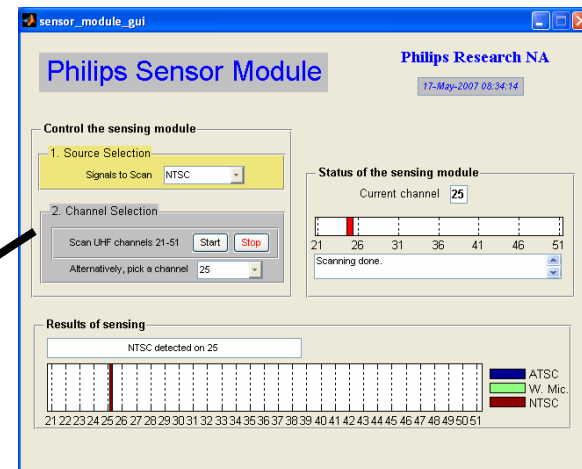 sensor_module_gui
Philips Sensor Module
Philips Research NA
17-May-2007 08:34:14
Control the sensing module
1. Source Selection
Signals to Scan NTSC
2. Channel Selection
Scan UHF channels 21-51 Start Stop
Alternatively, pick a channel 25
Status of the sensing module
Current channel 25
21 26 31 36 41 46 51
Scanning done.
Results of sensing
NTSC detected on 25
ATSC
W. Mic.
NTSC
21 22 23 24 25 26 27 28 29 30 31 32 33 34 35 36 37 38 39 40 41 42 43 44 45 46 47 48 49 50 51